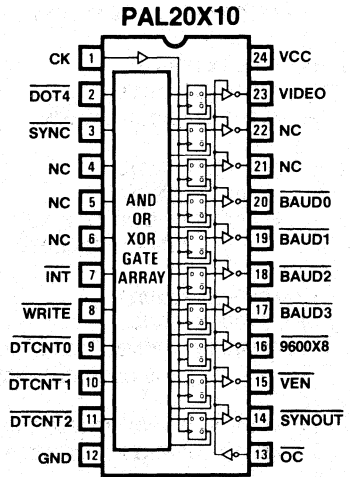 PAL20X10
CK 1 24 VCC
DOT4 2 23 VIDEO
SYNC 3 22 NC
NC 4 21 NC
NC 5 20 BAUD0
NC 6 19 BAUD1
INT 7 18 BAUD2
WRITE 8 17 BAUD3
DTCNT0 9 16 9600X8
DTCNT1 10 15 VEN
DTCNT2 11 14 SYNOUT
GND 12 13 OC
AND
OR
XOR
GATE
ARRAY